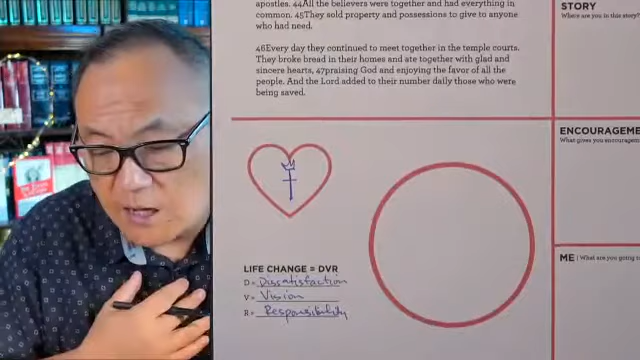 apostles. 44All the believers were together and had everything in
common. 45They sold property and possessions to give to anyone
who had need.
46Every day they continued to meet together in the temple courts.
They broke bread in their homes and ate together with glad and
sincere hearts, 47praising God and enjoying the favor of all the
people. And the Lord added to their number daily those who were
being saved.
STORY
Where are you in this story?
ENCOURAGEME
What gives you encouragem
LIFE CHANGE = DVR
D= Dissatisfaction
V= Vision
R= Responsibility
ME | What are you going to